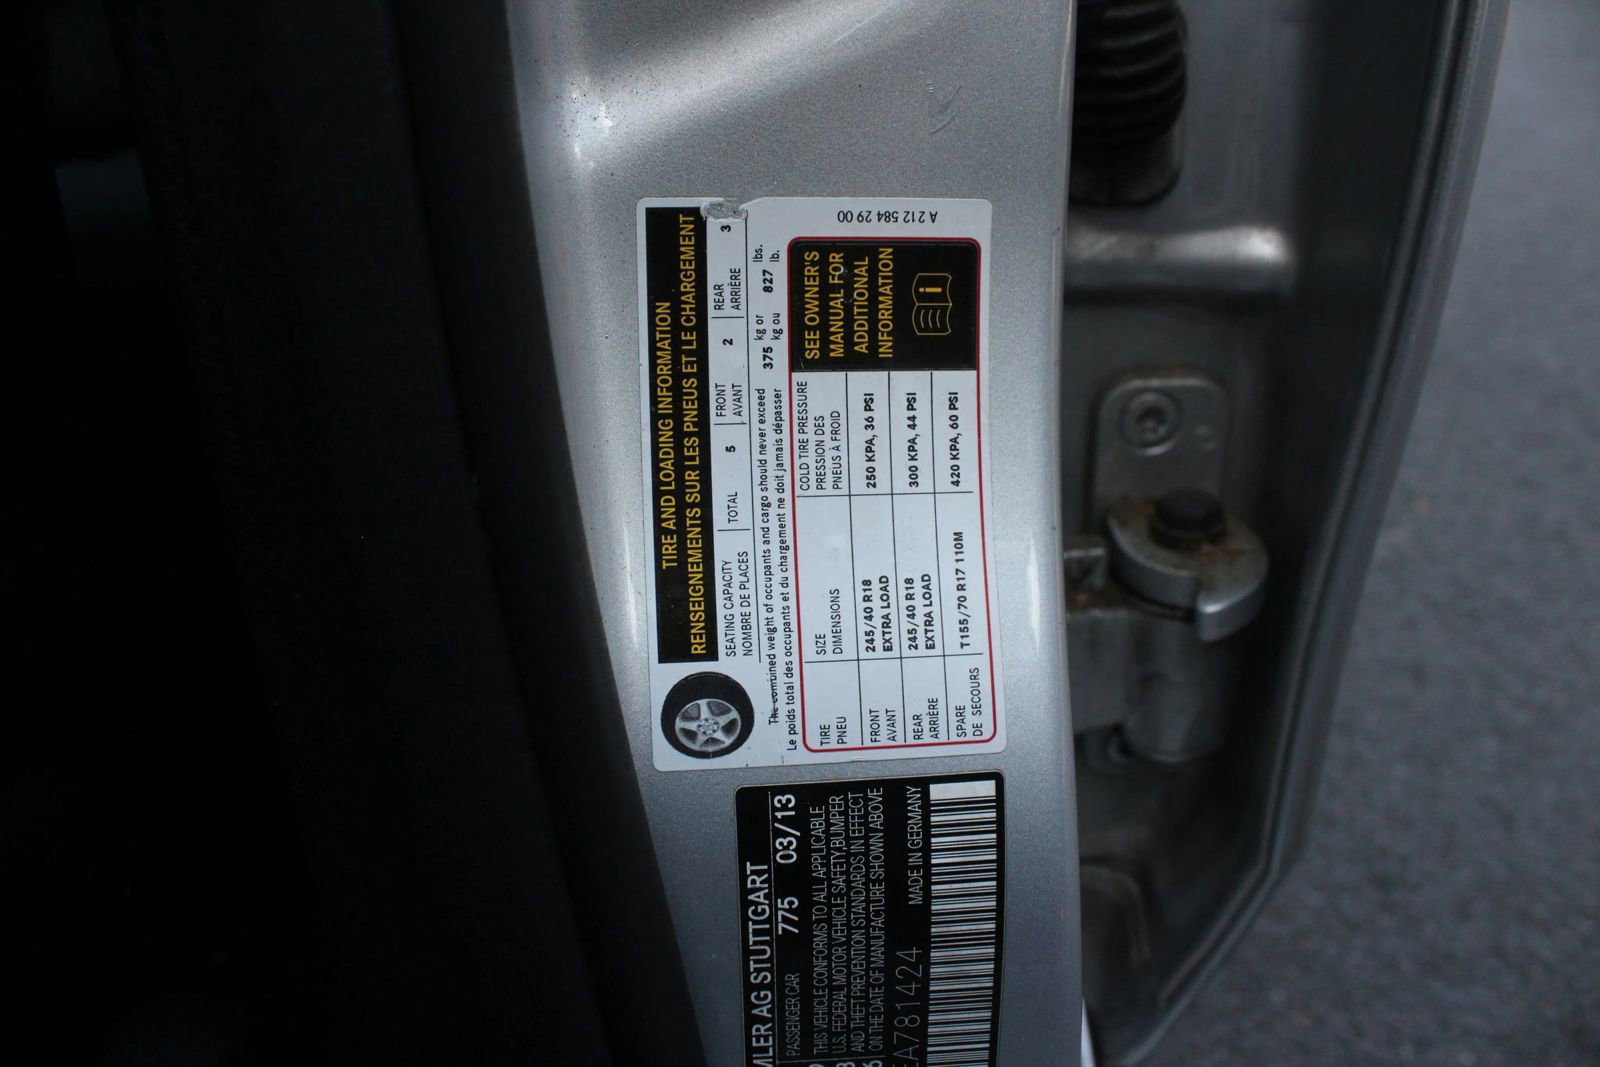 TIRE AND LOADING INFORMATION
RENSEIGNEMENTS SUR LES PNEUS ET LE CHARGEMENT
SEATING CAPACITY TOTAL 5 FRONT 2 REAR 3
NOMBRE DE PLACES AVANT ARRIÈRE
The combined weight of occupants and cargo should never exceed 375 kg or 827 lbs.
Le poids total des occupants et du chargement ne doit jamais dépasser kg ou lb.
TIRE SIZE COLD TIRE PRESSURE
PNEU DIMENSIONS PRESSION DES
PNEUS À FROID
FRONT 245/40 R18 250 KPA, 36 PSI
AVANT EXTRA LOAD
REAR 245/40 R18 300 KPA, 44 PSI
ARRIÈRE EXTRA LOAD
SPARE T155/70 R17 110M 420 KPA, 60 PSI
DE SECOURS
SEE OWNER'S
MANUAL FOR
ADDITIONAL
INFORMATION
A 212 584 29 00
MLER AG STUTTGART
PASSENGER CAR 775 03/13
THIS VEHICLE CONFORMS TO ALL APPLICABLE
U.S. FEDERAL MOTOR VEHICLE SAFETY, BUMPER
AND THEFT PREVENTION STANDARDS IN EFFECT
ON THE DATE OF MANUFACTURE SHOWN ABOVE
A781424 MADE IN GERMANY